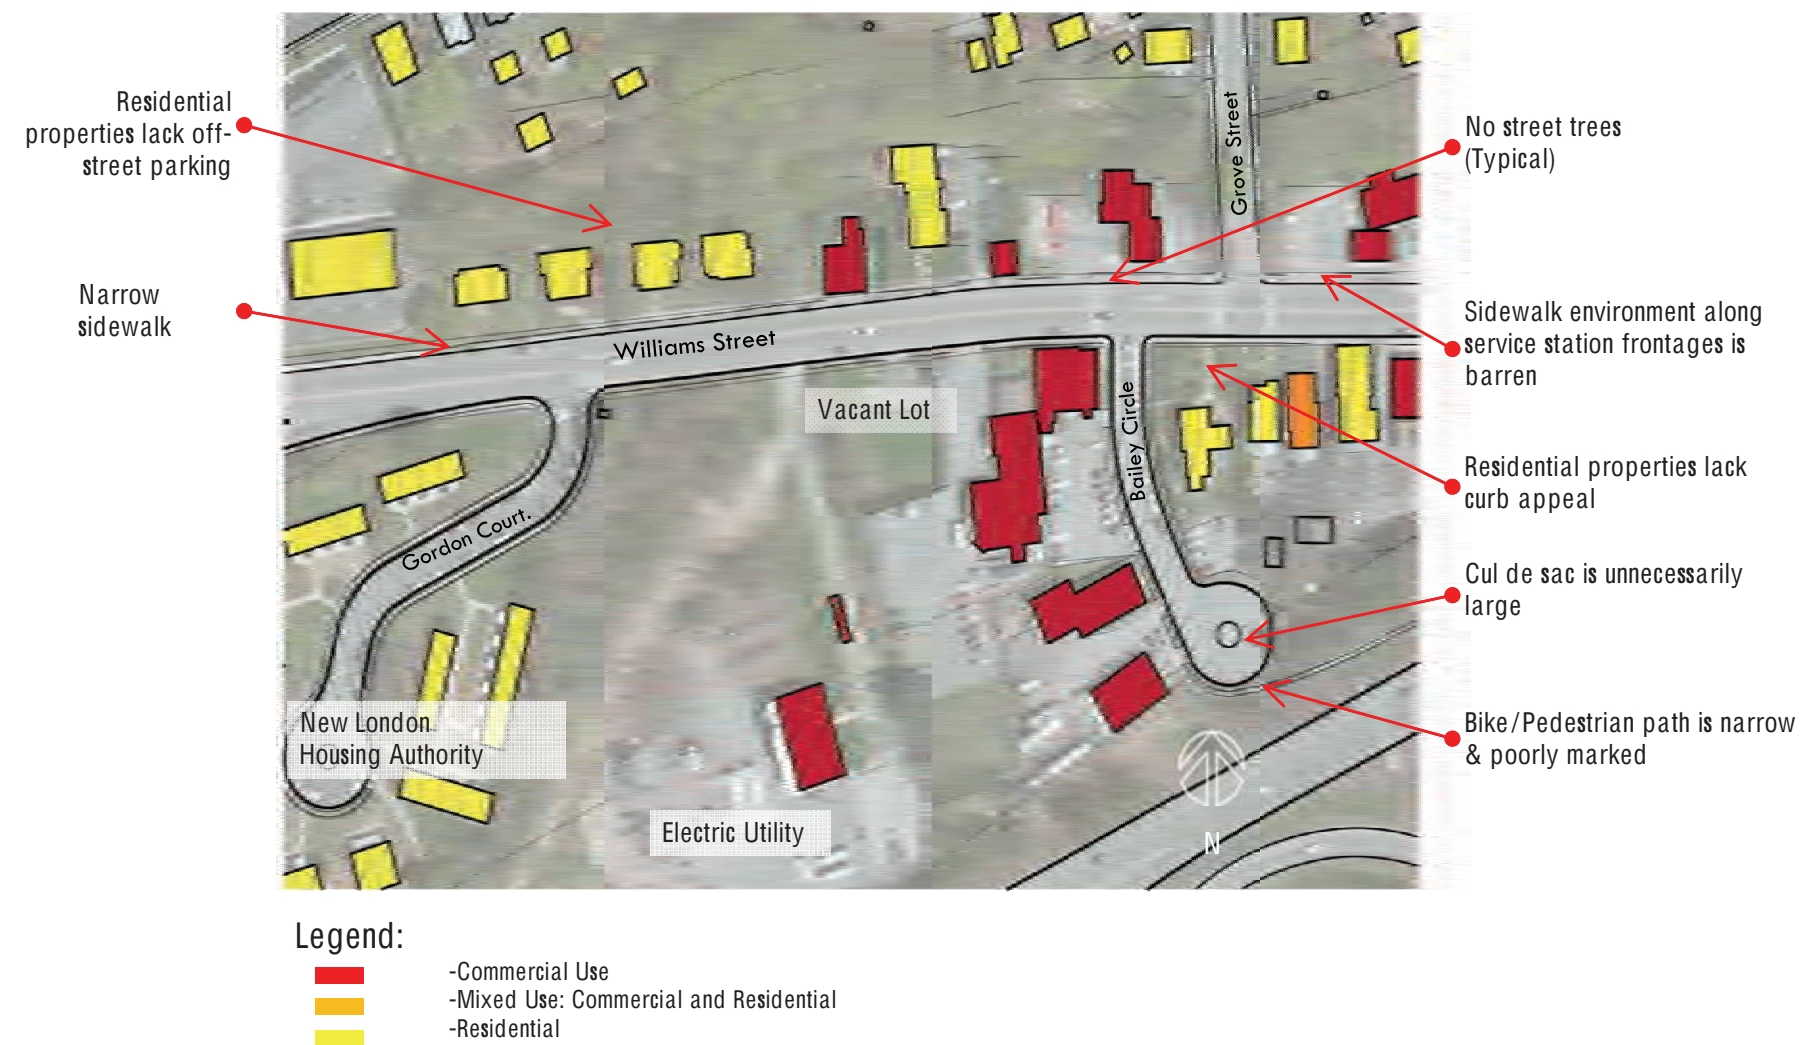 Residential
properties lack off-
street parking
Narrow
sidewalk
No street trees
(Typical)
Sidewalk environment along
service station frontages is
barren
Residential properties lack
curb appeal
Cul de sac is unnecessarily
large
Bike/Pedestrian path is narrow
& poorly marked
Grove Street
Williams Street
Vacant Lot
Bailey Circle
Gordon Court.
New London
Housing Authority
Electric Utility
N
Legend:
-Commercial Use
-Mixed Use: Commercial and Residential
-Residential